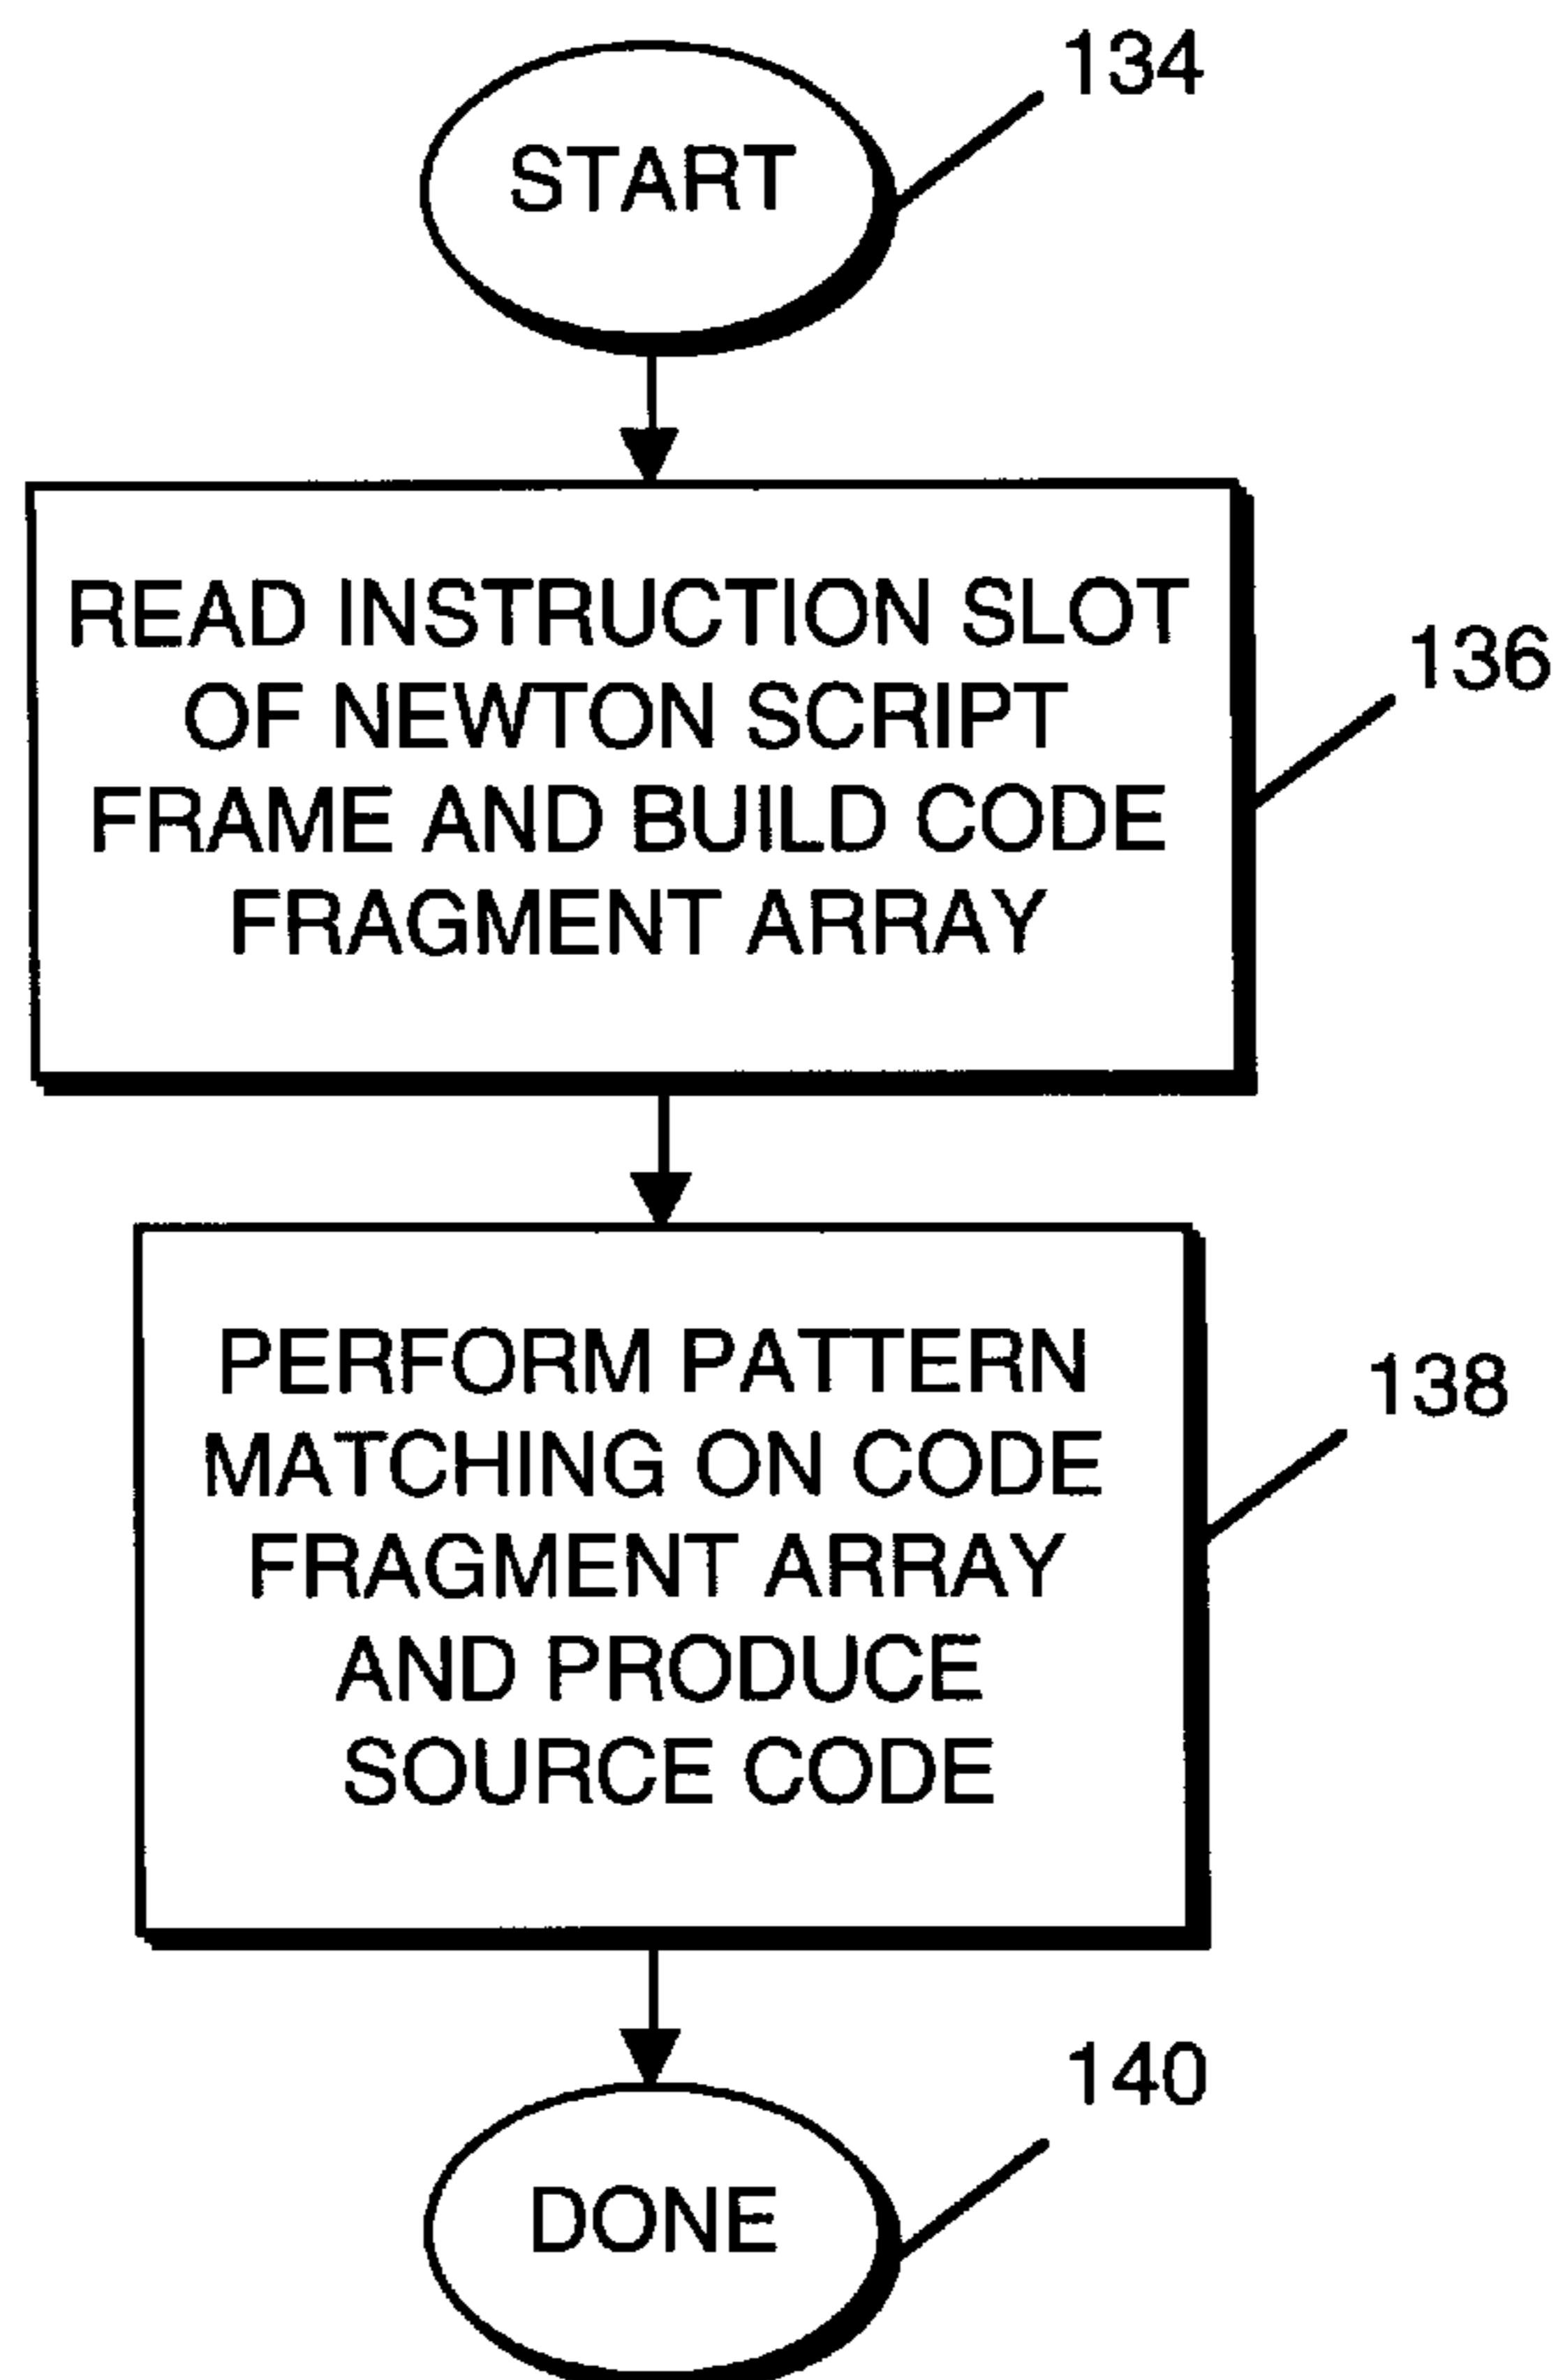 134
START
READ INSTRUCTION SLOT
OF NEWTON SCRIPT
FRAME AND BUILD CODE
FRAGMENT ARRAY
136
PERFORM PATTERN
MATCHING ON CODE
FRAGMENT ARRAY
AND PRODUCE
SOURCE CODE
138
140
DONE